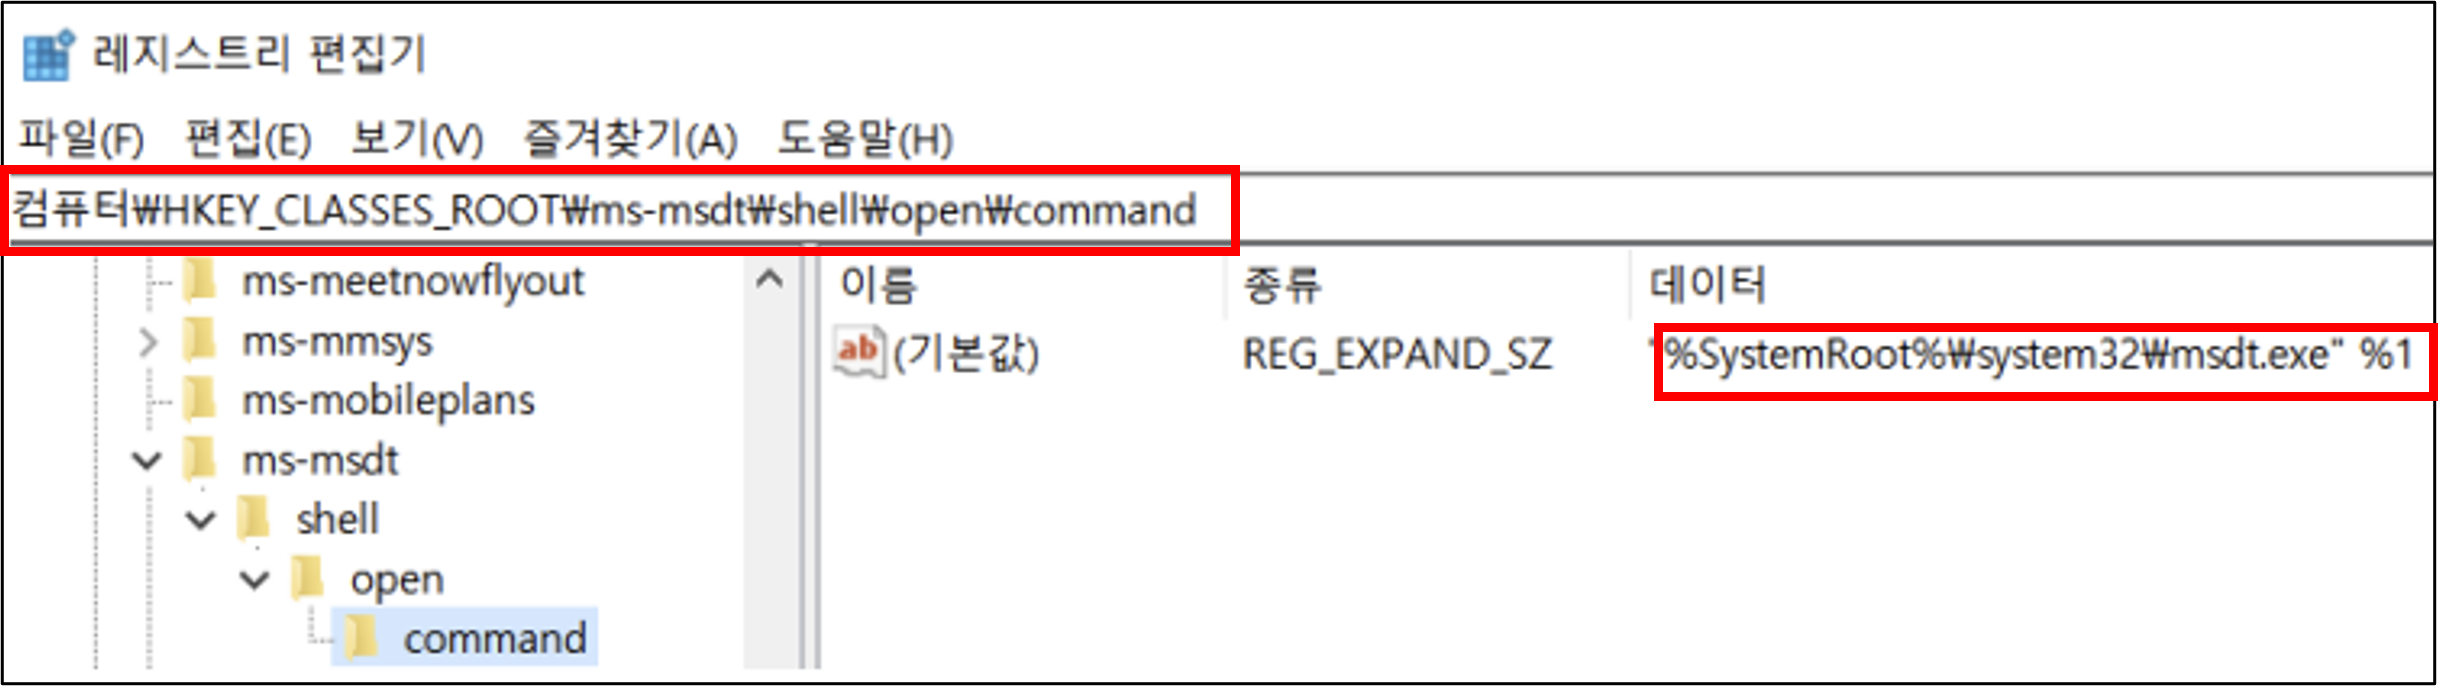 레지스트리 편집기
파일(F) 편집(E) 보기(V) 즐겨찾기(A) 도움말(H)
컴퓨터₩HKEY_CLASSES_ROOT₩ms-msdt₩shell₩open₩command
ms-meetnowflyout
ms-mmsys
ms-mobileplans
ms-msdt
shell
open
command
이름 종류 데이터
ab (기본값) REG_EXPAND_SZ "%SystemRoot%₩system32₩msdt.exe" %1